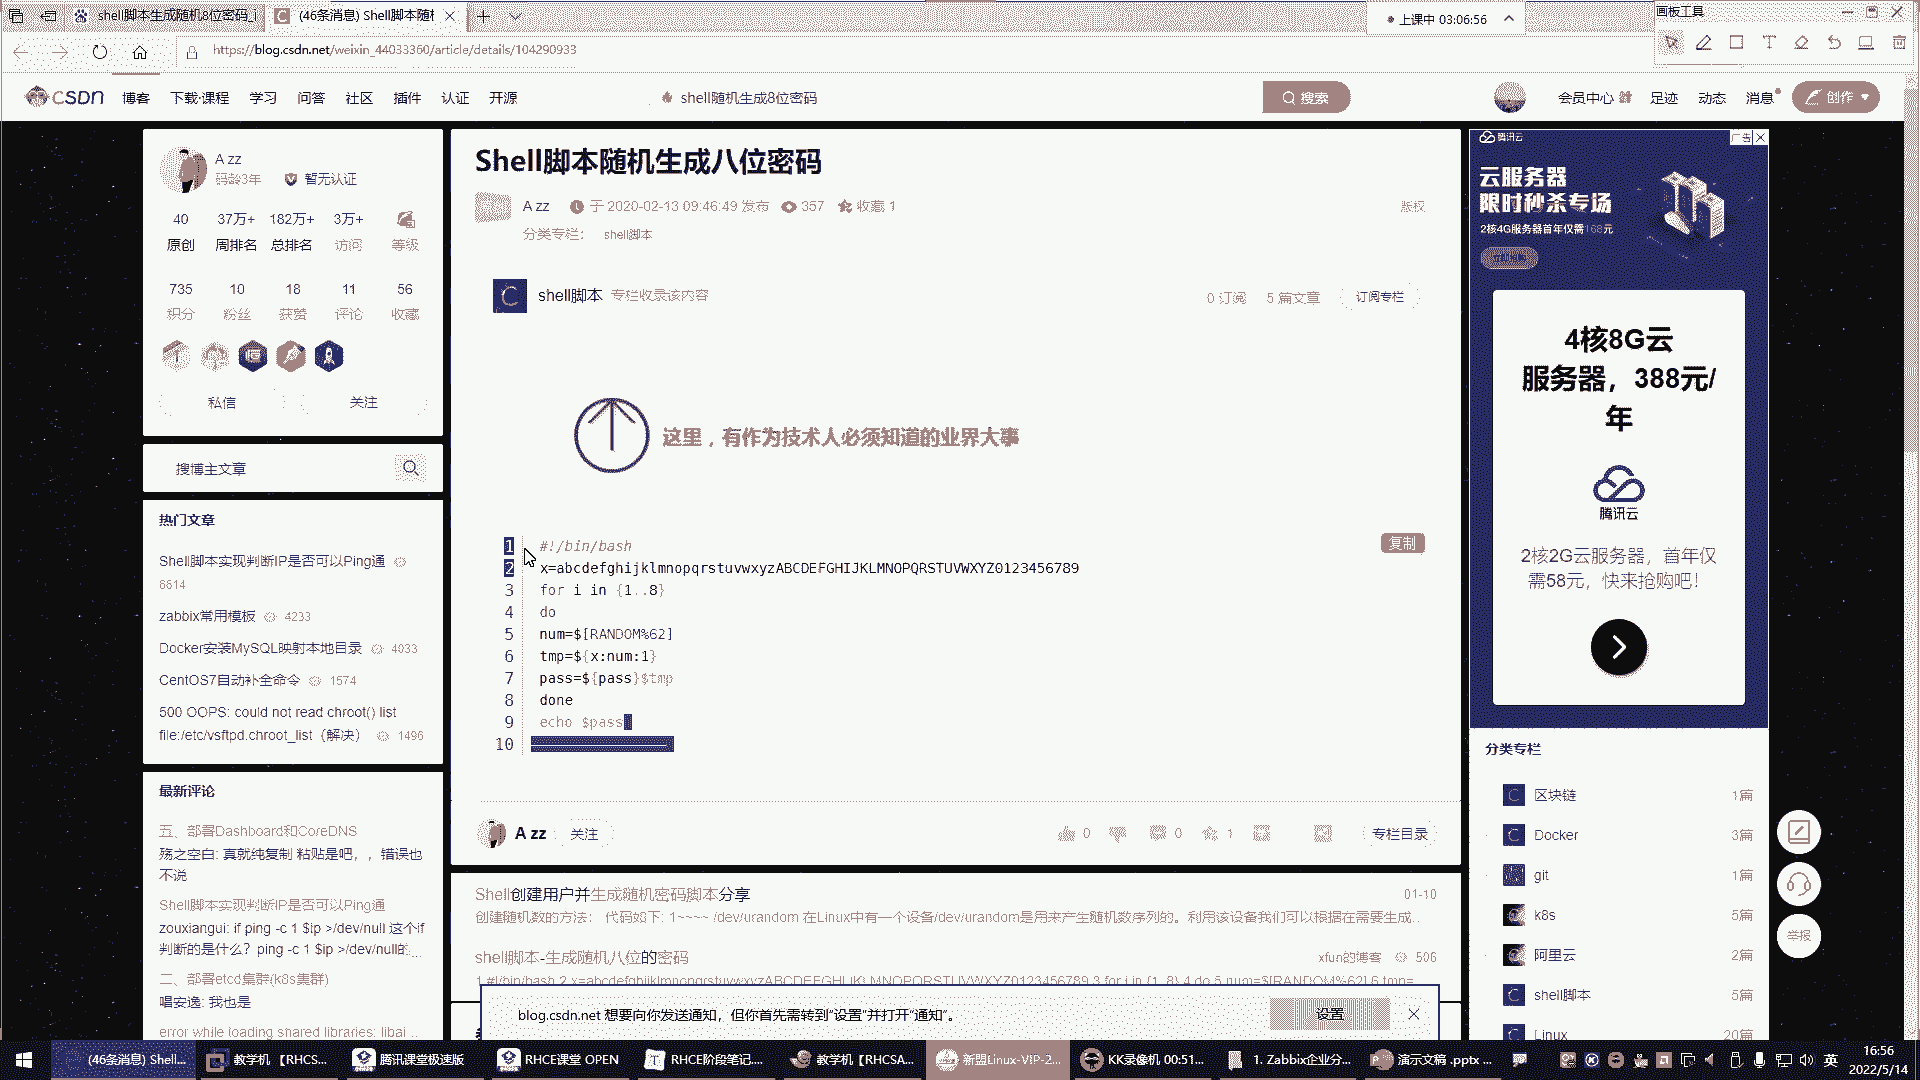 shell脚本生成随机8位密码_i
(46条消息) Shell脚本随机
上课中 03:06:56
画板工具
https://blog.csdn.net/weixin_44033360/article/details/104290933
CSDN 博客 下载·课程 学习 问答 社区 插件 认证 开源
shell随机生成8位密码
搜索
会员中心 足迹 动态 消息 创作
A zz
码龄3年 暂无认证
40 37万+ 182万+ 3万+
原创 周排名 总排名 访问 等级
735 10 18 11 56
积分 粉丝 获赞 评论 收藏
私信 关注
搜博主文章
热门文章
Shell脚本实现判断IP是否可以Ping通
6614
zabbix常用模板 4233
Docker安装MySQL映射本地目录 4033
CentOS7自动补全命令 1574
500 OOPS: could not read chroot() list
file:/etc/vsftpd.chroot_list（解决） 1496
最新评论
五、部署Dashboard和CoreDNS
殇之空白: 真就纯复制 粘贴是吧，，错误也
不说
Shell脚本实现判断IP是否可以Ping通
zouxiangui: if ping -c 1 $ip >/dev/null 这个if
判断的是什么？ping -c 1 $ip >/dev/null的...
二、部署etcd集群(k8s集群)
唱安逸: 我也是
error while loading shared libraries: libai...
Shell脚本随机生成八位密码
A zz 于 2020-02-13 09:46:49 发布 357 收藏 1
版权
分类专栏： shell脚本
shell脚本 专栏收录该内容
0 订阅 5 篇文章 订阅专栏
这里，有作为技术人必须知道的业界大事
复制
1 #!/bin/bash
2 x=abcdefghijklmnopqrstuvwxyzABCDEFGHIJKLMNOPQRSTUVWXYZ0123456789
3 for i in {1..8}
4 do
5 num=$[RANDOM%62]
6 tmp=${x:num:1}
7 pass=${pass}$tmp
8 done
9 echo $pass
10
A zz 关注
0 0 1 专栏目录
Shell创建用户并生成随机密码脚本分享 01-10
创建随机数的方法： 代码如下: 1~~~~ /dev/urandom 在Linux中有一个设备/dev/urandom是用来产生随机数序列的。利用该设备我们可以根据在需要生成...
shell脚本-生成随机八位的密码 xfun的博客 506
1 #!/bin/bash 2 x=abcdefghijklmnopqrstuvwxyzABCDEFGHIJKLMNOPQRSTUVWXYZ0123456789 3 for i in {1..8} 4 do 5 num=$[RANDOM%62] 6 tmp=
blog.csdn.net 想要向你发送通知，但你首先需转到“设置”并打开“通知”。
设置
腾讯云
广告
云服务器
限时秒杀专场
2核4G服务器首年仅需168元
4核8G云
服务器，388元/
年
腾讯云
2核2G云服务器，首年仅
需58元，快来抢购吧！
分类专栏
区块链 1篇
Docker 3篇
git 1篇
k8s 5篇
阿里云 2篇
shell脚本 5篇
Linux 20篇
举报
(46条消息) Shell...
教学机【RHCS...
腾讯课堂极速版
RHCE课堂 OPEN
RHCE阶段笔记....
教学机【RHCSA...
新盟Linux-VIP-2...
KK录像机 00:51...
1. Zabbix企业分...
演示文稿 .pptx ...
英
16:56
2022/5/14